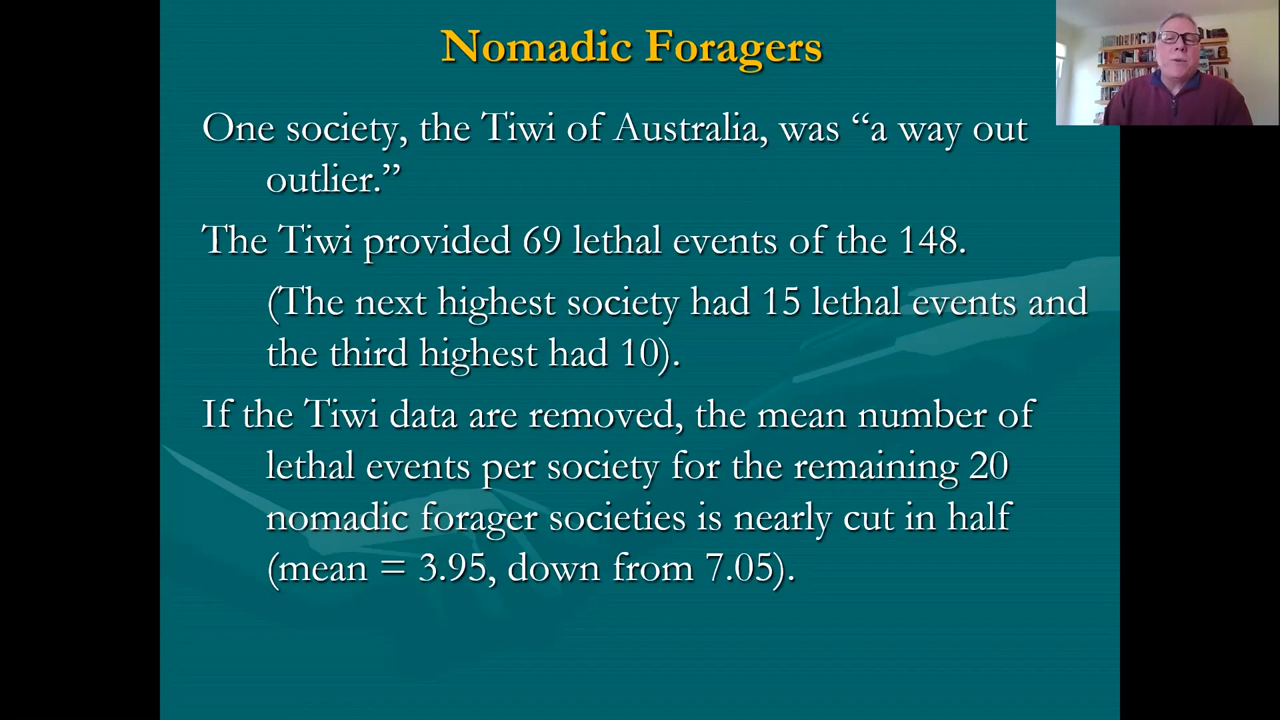 Nomadic Foragers
One society, the Tiwi of Australia, was “a way out
outlier.”
The Tiwi provided 69 lethal events of the 148.
(The next highest society had 15 lethal events and
the third highest had 10).
If the Tiwi data are removed, the mean number of
lethal events per society for the remaining 20
nomadic forager societies is nearly cut in half
(mean = 3.95, down from 7.05).